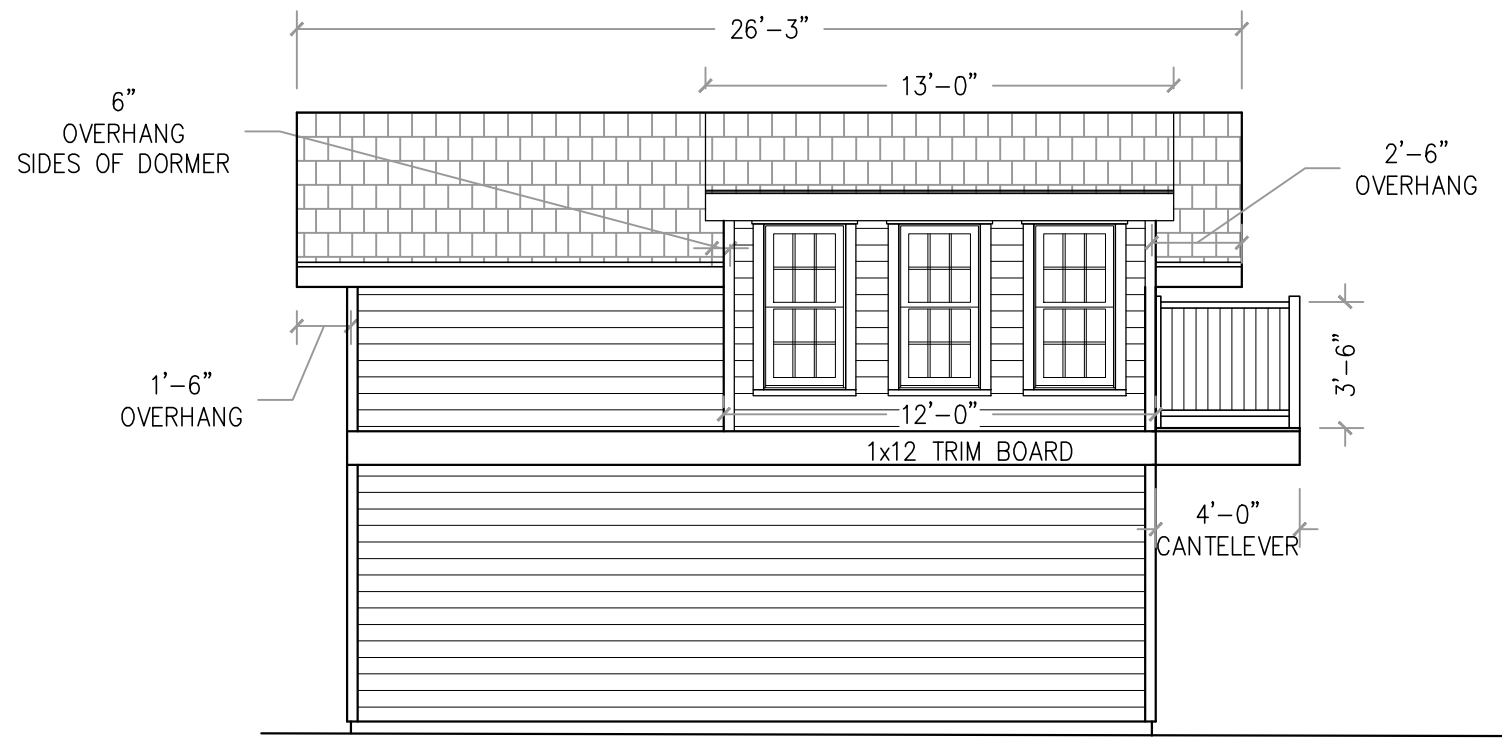 26’-3”
13’-0”
6”
OVERHANG
SIDES OF DORMER
2’-6”
OVERHANG
3’-6”
1’-6”
OVERHANG
12’-0”
1x12 TRIM BOARD
4’-0”
CANTELEVER